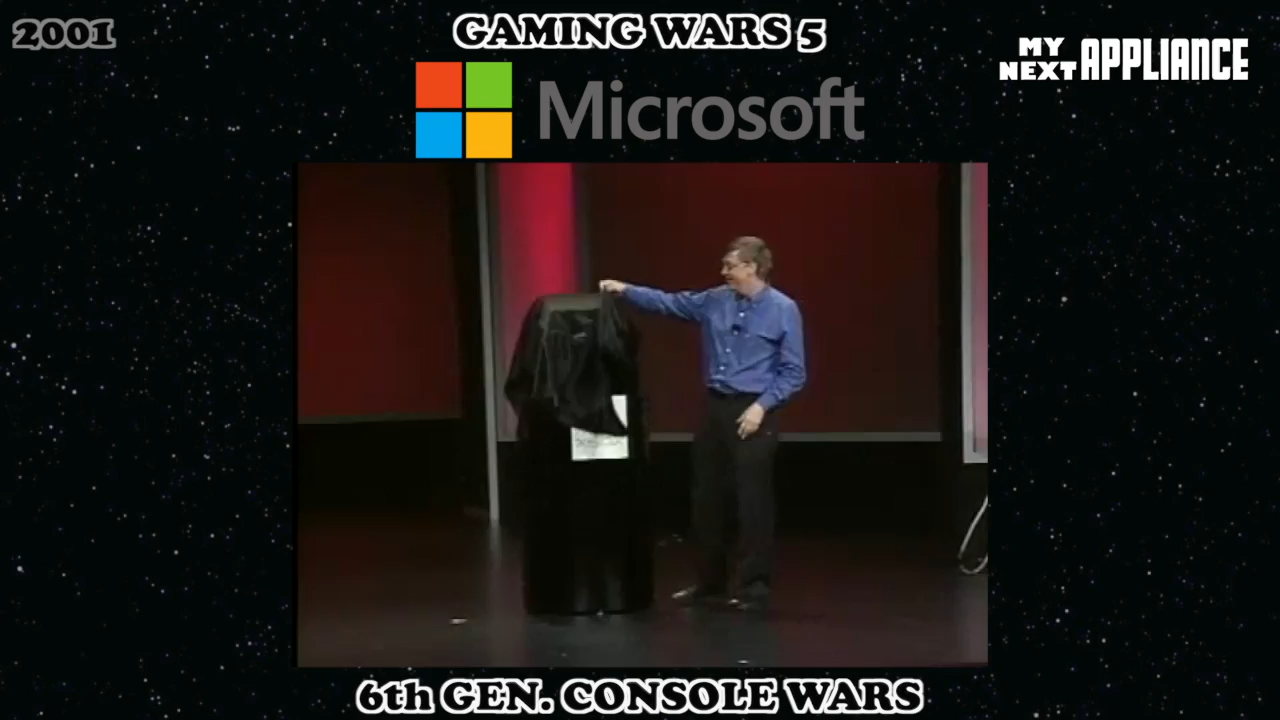 2001
GAMING WARS 5
MY
NEXT APPLIANCE
Microsoft
6th GEN. CONSOLE WARS